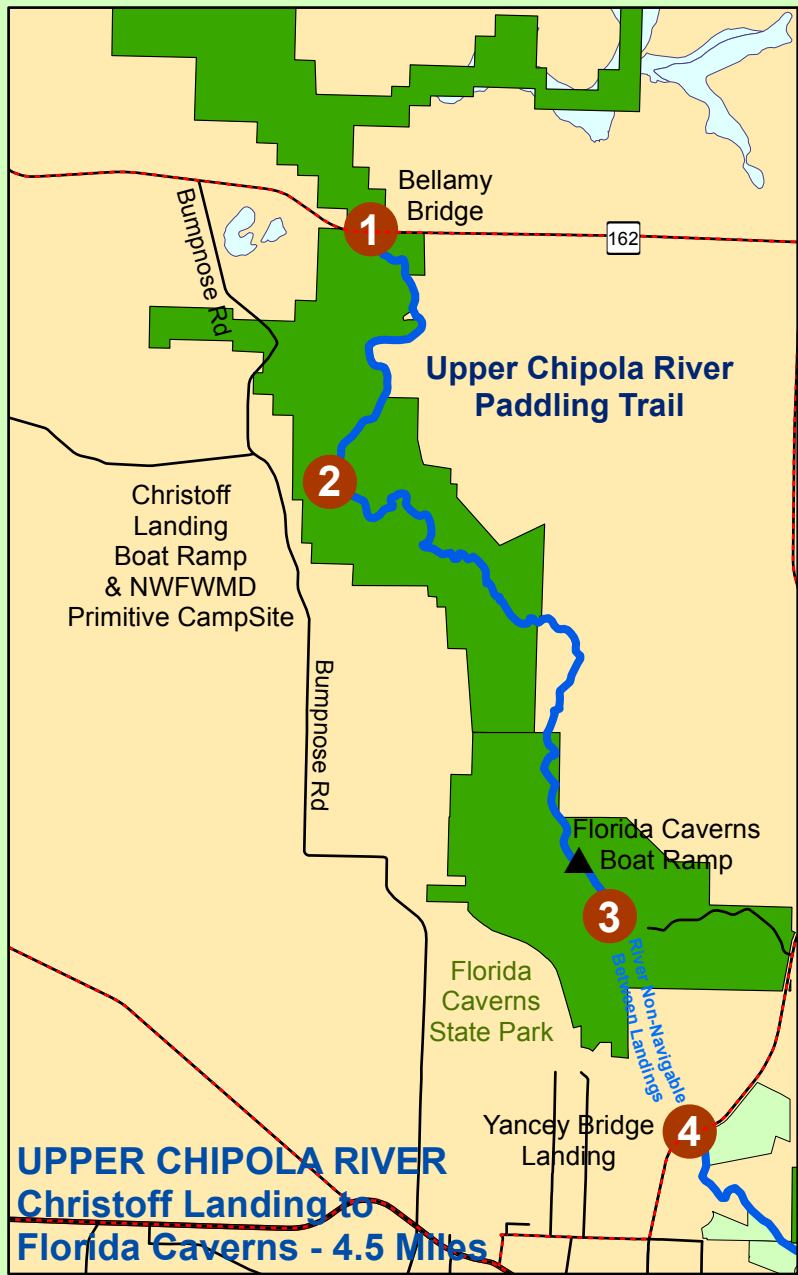 Bellamy
Bridge
1
162
Bumpnose Rd
Upper Chipola River
Paddling Trail
2
Christoff
Landing
Boat Ramp
& NWFWMD
Primitive CampSite
Bumpnose Rd
Florida Caverns
Boat Ramp
3
River Non-Navigable
Between Landings
Florida
Caverns
State Park
Yancey Bridge
Landing
4
UPPER CHIPOLA RIVER
Christoff Landing to
Florida Caverns - 4.5 Miles